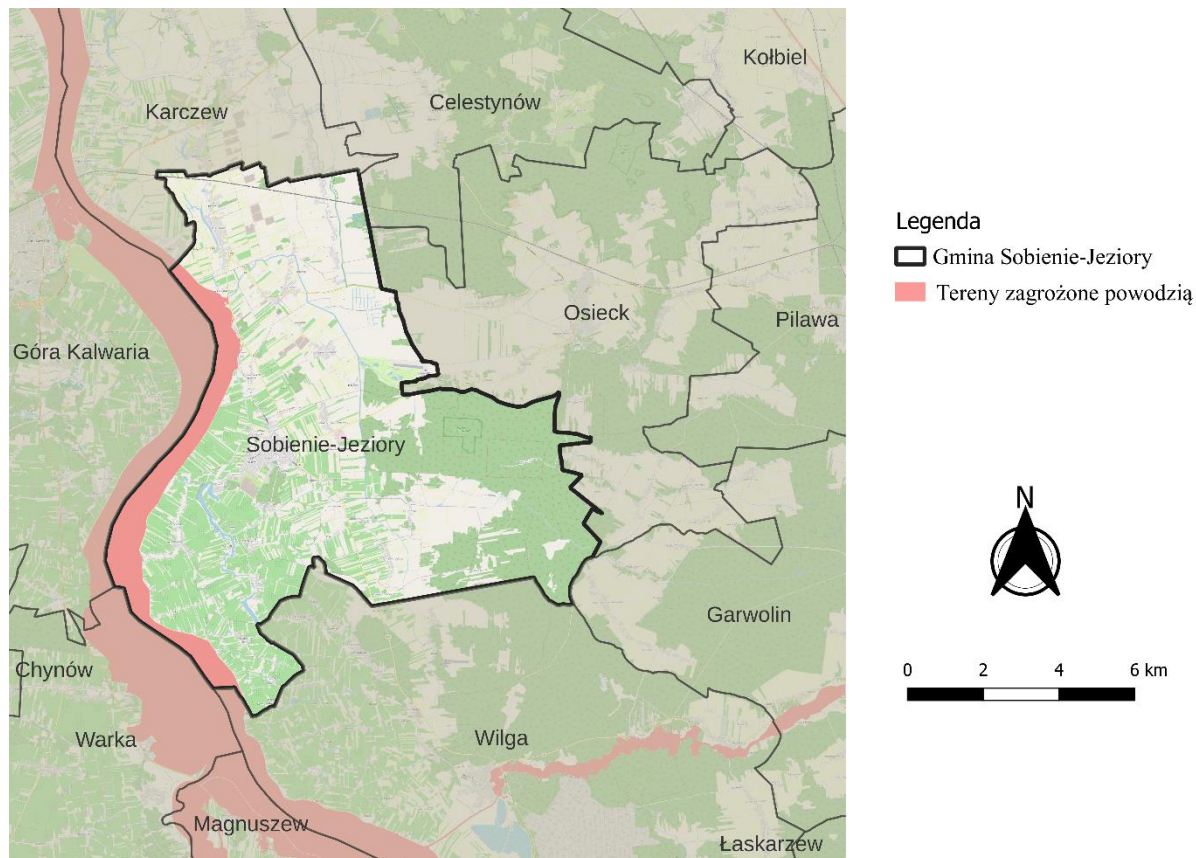 Kołbiel
Celestynów
Karczew
Osieck
Pilawa
Góra Kalwaria
Sobienie-Jeziory
Garwolin
Chynów
Warka
Wilga
Magnuszew
Łaskarzew
Legenda
Gmina Sobienie-Jeziory
Tereny zagrożone powodzią
N
0 2 4 6 km